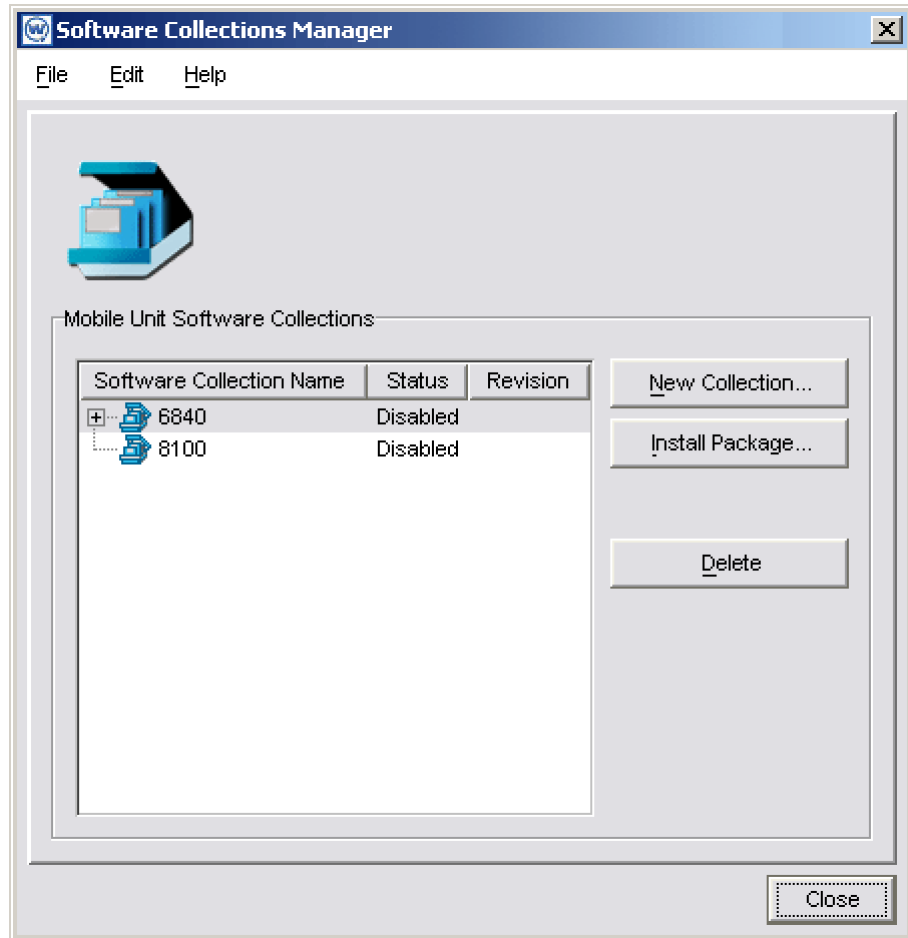 Software Collections Manager
File Edit Help
Mobile Unit Software Collections
Software Collection Name Status Revision
6840 Disabled
8100 Disabled
New Collection...
Install Package...
Delete
Close